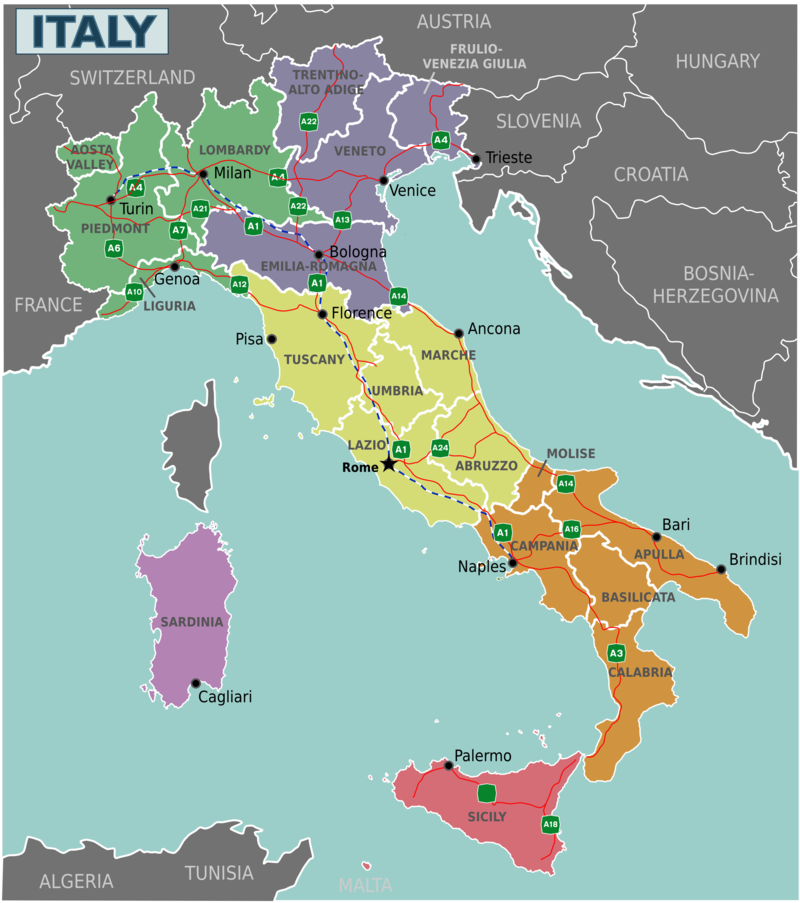 ITALY
AUSTRIA
FRULIO-
VENEZIA GIULIA
HUNGARY
SWITZERLAND
TRENTINO-
ALTO ADIGE
SLOVENIA
A22
A4
AOSTA
VALLEY
LOMBARDY
VENETO
Trieste
Milan
A4
A4
Venice
CROATIA
Turin
A21
A22
A13
PIEDMONT
A7
A1
A6
Bologna
EMILIA-ROMAGNA
Genoa
A12
A1
A14
A10
LIGURIA
FRANCE
BOSNIA-
HERZEGOVINA
Florence
Ancona
Pisa
TUSCANY
MARCHE
UMBRIA
LAZIO
A1
A24
MOLISE
Rome
ABRUZZO
A14
A1
A16
Bari
CAMPANIA
APULLA
Naples
Brindisi
BASILICATA
SARDINIA
A3
CALABRIA
Cagliari
Palermo
SICILY
A18
TUNISIA
ALGERIA
MALTA